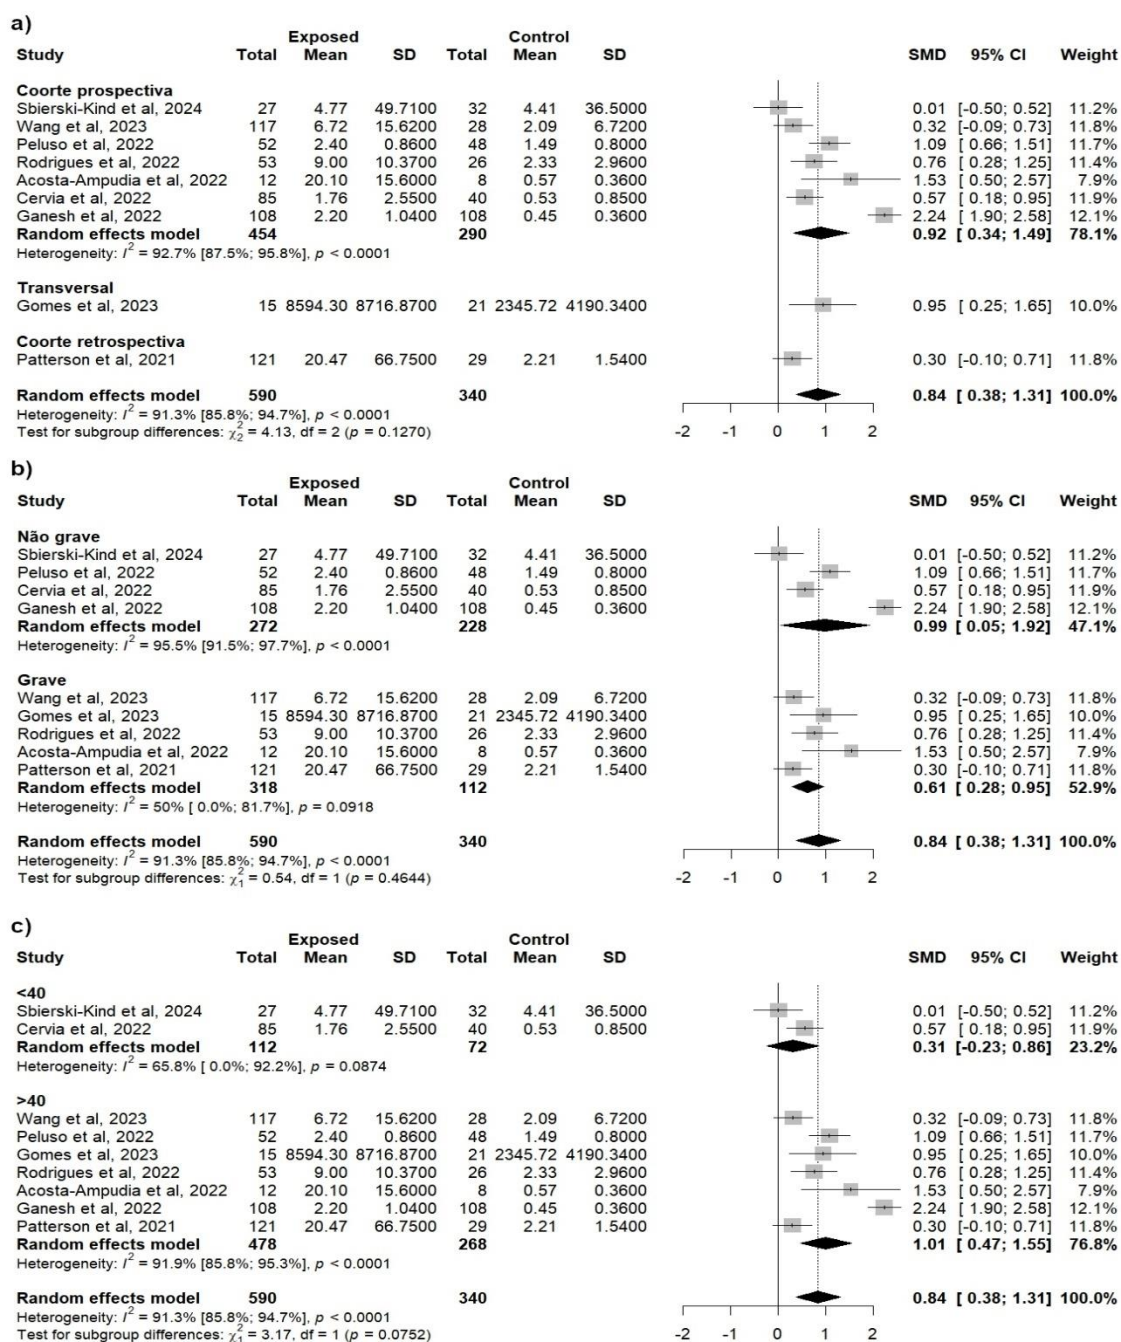 a)
Exposed Control
Study Total Mean SD Total Mean SD SMD 95% CI Weight
Coorte prospectiva
Sbierski-Kind et al, 2024 27 4.77 49.7100 32 4.41 36.5000 0.01 [-0.50; 0.52] 11.2%
Wang et al, 2023 117 6.72 15.6200 28 2.09 6.7200 0.32 [-0.09; 0.73] 11.8%
Peluso et al, 2022 52 2.40 0.8600 48 1.49 0.8000 1.09 [ 0.66; 1.51] 11.7%
Rodrigues et al, 2022 53 9.00 10.3700 26 2.33 2.9600 0.76 [ 0.28; 1.25] 11.4%
Acosta-Ampudia et al, 2022 12 20.10 15.6000 8 0.57 0.3600 1.53 [ 0.50; 2.57] 7.9%
Cervia et al, 2022 85 1.76 2.5500 40 0.53 0.8500 0.57 [ 0.18; 0.95] 11.9%
Ganesh et al, 2022 108 2.20 1.0400 108 0.45 0.3600 2.24 [ 1.90; 2.58] 12.1%
Random effects model 454 290 0.92 [ 0.34; 1.49] 78.1%
Heterogeneity: I² = 92.7% [87.5%; 95.8%], p < 0.0001
Transversal
Gomes et al, 2023 15 8594.30 8716.8700 21 2345.72 4190.3400 0.95 [ 0.25; 1.65] 10.0%
Coorte retrospectiva
Patterson et al, 2021 121 20.47 66.7500 29 2.21 1.5400 0.30 [-0.10; 0.71] 11.8%
Random effects model 590 340 0.84 [ 0.38; 1.31] 100.0%
Heterogeneity: I² = 91.3% [85.8%; 94.7%], p < 0.0001
Test for subgroup differences: χ²₂ = 4.13, df = 2 (p = 0.1270)
-2 -1 0 1 2
b)
Exposed Control
Study Total Mean SD Total Mean SD SMD 95% CI Weight
Não grave
Sbierski-Kind et al, 2024 27 4.77 49.7100 32 4.41 36.5000 0.01 [-0.50; 0.52] 11.2%
Peluso et al, 2022 52 2.40 0.8600 48 1.49 0.8000 1.09 [ 0.66; 1.51] 11.7%
Cervia et al, 2022 85 1.76 2.5500 40 0.53 0.8500 0.57 [ 0.18; 0.95] 11.9%
Ganesh et al, 2022 108 2.20 1.0400 108 0.45 0.3600 2.24 [ 1.90; 2.58] 12.1%
Random effects model 272 228 0.99 [ 0.05; 1.92] 47.1%
Heterogeneity: I² = 95.5% [91.5%; 97.7%], p < 0.0001
Grave
Wang et al, 2023 117 6.72 15.6200 28 2.09 6.7200 0.32 [-0.09; 0.73] 11.8%
Gomes et al, 2023 15 8594.30 8716.8700 21 2345.72 4190.3400 0.95 [ 0.25; 1.65] 10.0%
Rodrigues et al, 2022 53 9.00 10.3700 26 2.33 2.9600 0.76 [ 0.28; 1.25] 11.4%
Acosta-Ampudia et al, 2022 12 20.10 15.6000 8 0.57 0.3600 1.53 [ 0.50; 2.57] 7.9%
Patterson et al, 2021 121 20.47 66.7500 29 2.21 1.5400 0.30 [-0.10; 0.71] 11.8%
Random effects model 318 112 0.61 [ 0.28; 0.95] 52.9%
Heterogeneity: I² = 50% [ 0.0%; 81.7%], p = 0.0918
Random effects model 590 340 0.84 [ 0.38; 1.31] 100.0%
Heterogeneity: I² = 91.3% [85.8%; 94.7%], p < 0.0001
Test for subgroup differences: χ²₁ = 0.54, df = 1 (p = 0.4644)
-2 -1 0 1 2
c)
Exposed Control
Study Total Mean SD Total Mean SD SMD 95% CI Weight
<40
Sbierski-Kind et al, 2024 27 4.77 49.7100 32 4.41 36.5000 0.01 [-0.50; 0.52] 11.2%
Cervia et al, 2022 85 1.76 2.5500 40 0.53 0.8500 0.57 [ 0.18; 0.95] 11.9%
Random effects model 112 72 0.31 [-0.23; 0.86] 23.2%
Heterogeneity: I² = 65.8% [ 0.0%; 92.2%], p = 0.0874
>40
Wang et al, 2023 117 6.72 15.6200 28 2.09 6.7200 0.32 [-0.09; 0.73] 11.8%
Peluso et al, 2022 52 2.40 0.8600 48 1.49 0.8000 1.09 [ 0.66; 1.51] 11.7%
Gomes et al, 2023 15 8594.30 8716.8700 21 2345.72 4190.3400 0.95 [ 0.25; 1.65] 10.0%
Rodrigues et al, 2022 53 9.00 10.3700 26 2.33 2.9600 0.76 [ 0.28; 1.25] 11.4%
Acosta-Ampudia et al, 2022 12 20.10 15.6000 8 0.57 0.3600 1.53 [ 0.50; 2.57] 7.9%
Ganesh et al, 2022 108 2.20 1.0400 108 0.45 0.3600 2.24 [ 1.90; 2.58] 12.1%
Patterson et al, 2021 121 20.47 66.7500 29 2.21 1.5400 0.30 [-0.10; 0.71] 11.8%
Random effects model 478 268 1.01 [ 0.47; 1.55] 76.8%
Heterogeneity: I² = 91.9% [85.8%; 95.3%], p < 0.0001
Random effects model 590 340 0.84 [ 0.38; 1.31] 100.0%
Heterogeneity: I² = 91.3% [85.8%; 94.7%], p < 0.0001
Test for subgroup differences: χ²₁ = 3.17, df = 1 (p = 0.0752)
-2 -1 0 1 2